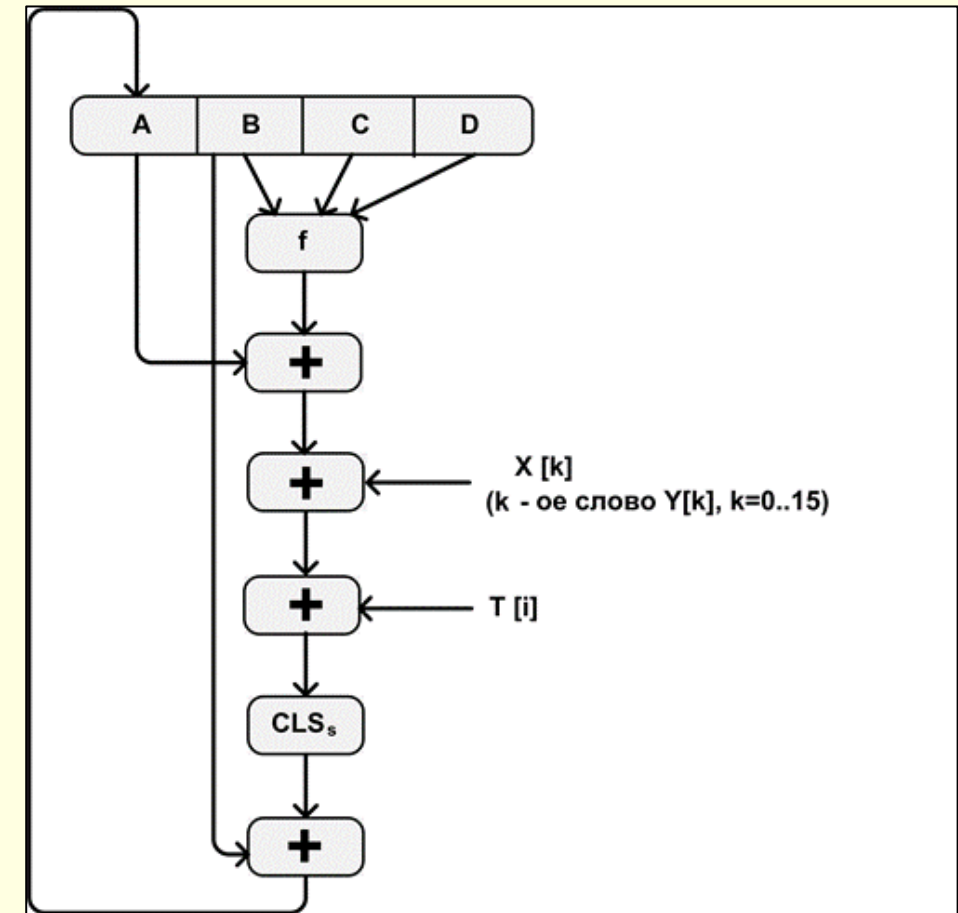 A B C D
f
+
+
X [k]
(k - ое слово Y[k], k=0..15)
+
T [i]
CLSs
+